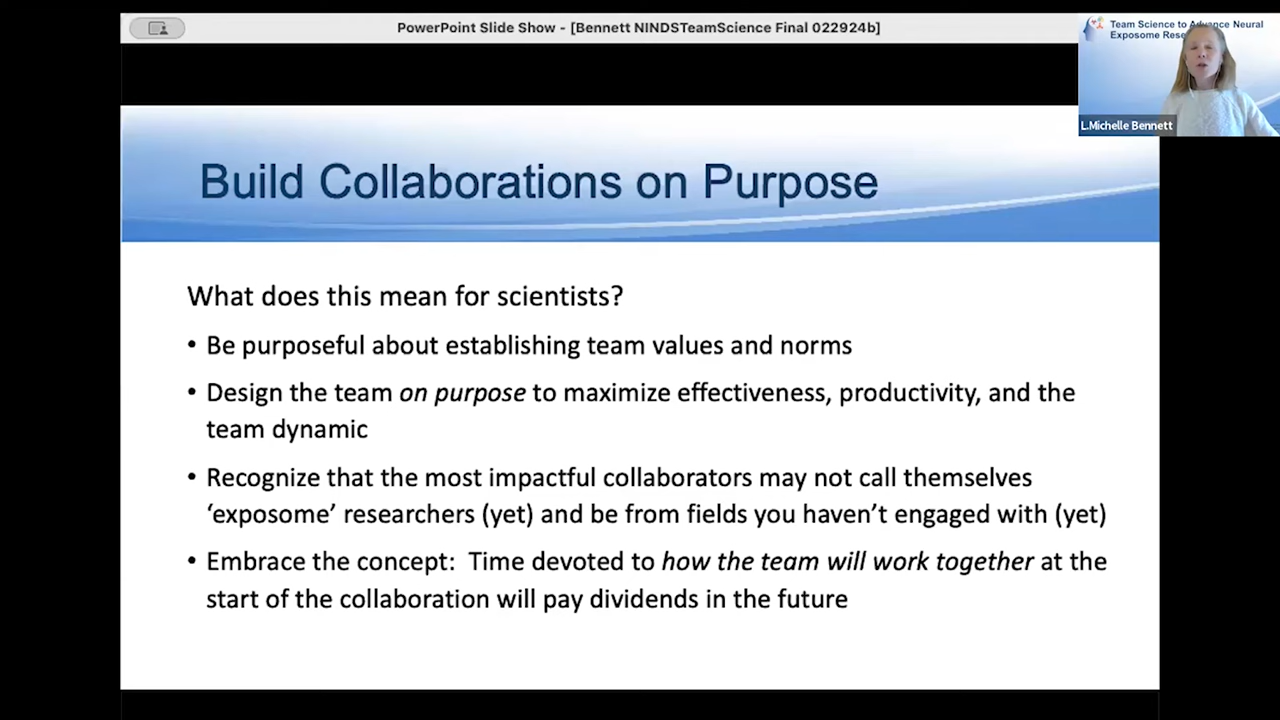 PowerPoint Slide Show - [Bennett NINDSTeamScience Final 022924b]
Team Science to Advance Neural
Exposome
L.Michelle Bennett
Build Collaborations on Purpose
What does this mean for scientists?
• Be purposeful about establishing team values and norms
• Design the team on purpose to maximize effectiveness, productivity, and the
team dynamic
• Recognize that the most impactful collaborators may not call themselves
‘exposome’ researchers (yet) and be from fields you haven’t engaged with (yet)
• Embrace the concept:  Time devoted to how the team will work together at the
start of the collaboration will pay dividends in the future